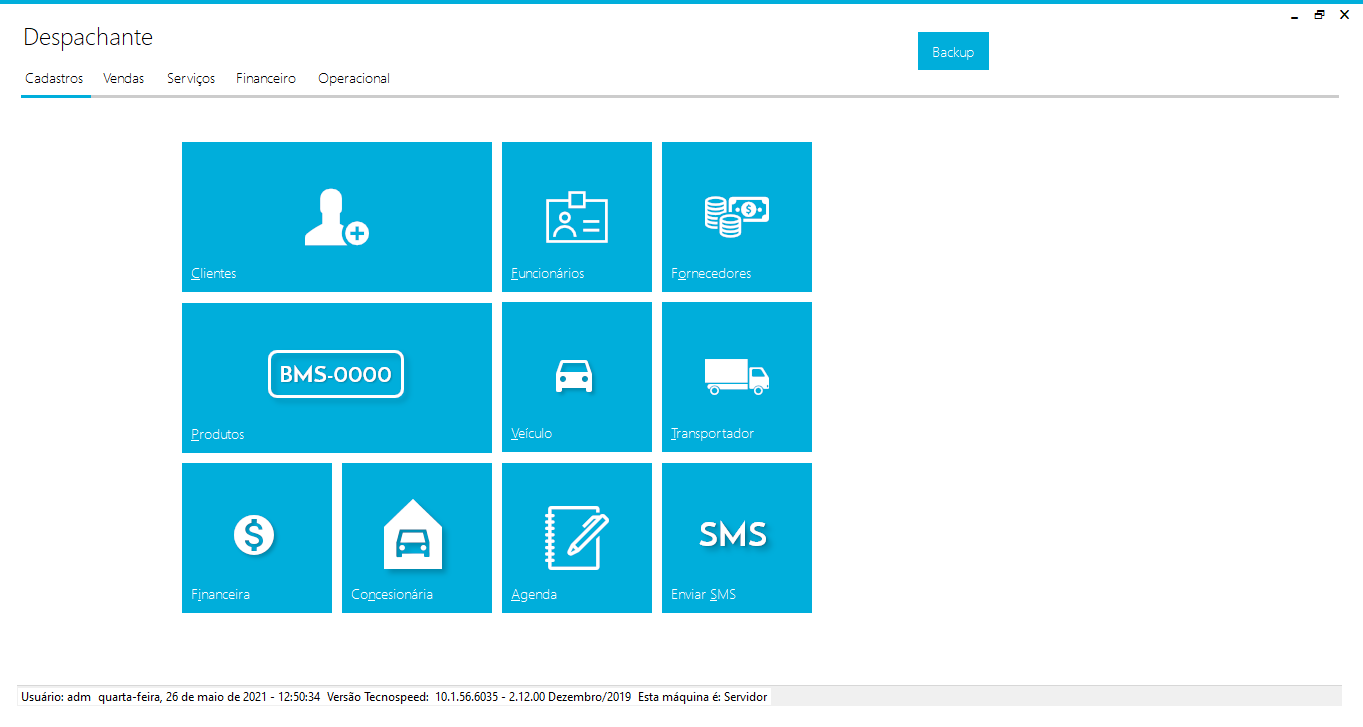 Despachante
Backup
Cadastros Vendas Serviços Financeiro Operacional
Clientes
Funcionários
Fornecedores
BMS-0000
Produtos
Veículo
Transportador
Financeira
Concesionária
Agenda
SMS
Enviar SMS
Usuário: adm quarta-feira, 26 de maio de 2021 - 12:50:34 Versão Tecnospeed: 10.1.56.6035 - 2.12.00 Dezembro/2019 Esta máquina é: Servidor